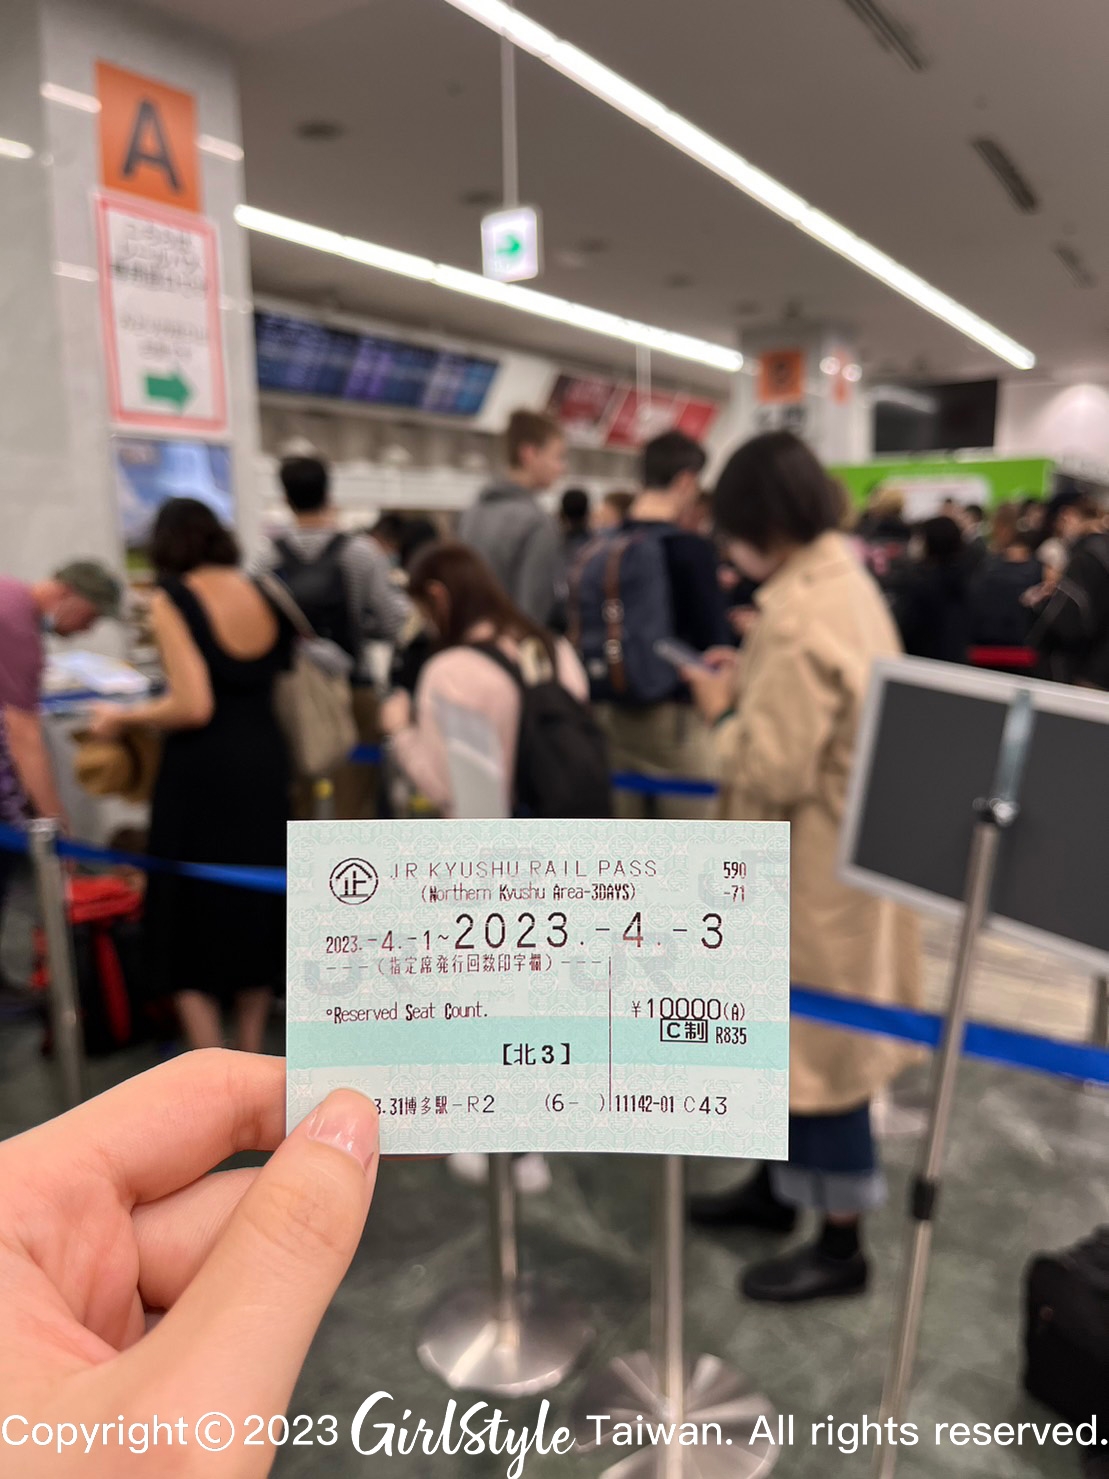 A
企 JR KYUSHU RAIL PASS 590
(Northern Kyushu Area-3DAYS) -71
2023.-4.-1~2023.-4.-3
---(指定席発行回数印字欄)---
°Reserved Seat Count. ¥10000(A)
C制 R835
【北3】
3.31博多駅-R2 (6- ) 11142-01 C43
Copyright © 2023 GirlStyle Taiwan. All rights reserved.